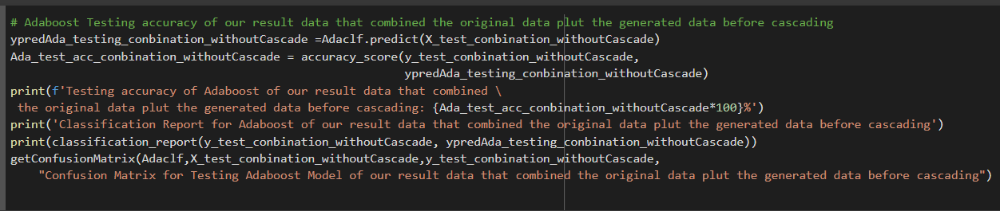 # Adaboost Testing accuracy of our result data that combined the original data plut the generated data before cascading
ypredAda_testing_conbination_withoutCascade =Adaclf.predict(X_test_conbination_withoutCascade)
Ada_test_acc_conbination_withoutCascade = accuracy_score(y_test_conbination_withoutCascade,
ypredAda_testing_conbination_withoutCascade)
print(f'Testing accuracy of Adaboost of our result data that combined \
the original data plut the generated data before cascading: {Ada_test_acc_conbination_withoutCascade*100}%')
print('Classification Report for Adaboost of our result data that combined the original data plut the generated data before cascading')
print(classification_report(y_test_conbination_withoutCascade, ypredAda_testing_conbination_withoutCascade))
getConfusionMatrix(Adaclf,X_test_conbination_withoutCascade,y_test_conbination_withoutCascade,
"Confusion Matrix for Testing Adaboost Model of our result data that combined the original data plut the generated data before cascading")